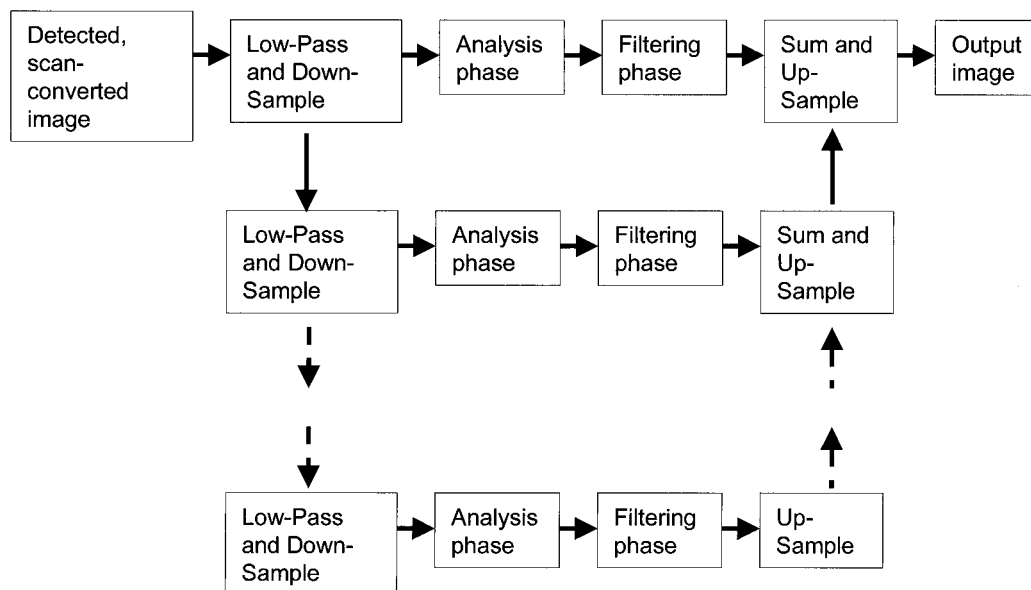 Detected,
scan-
converted
image
Low-Pass
and Down-
Sample
Analysis
phase
Filtering
phase
Sum and
Up-
Sample
Output
image
Low-Pass
and Down-
Sample
Analysis
phase
Filtering
phase
Sum and
Up-
Sample
Low-Pass
and Down-
Sample
Analysis
phase
Filtering
phase
Up-
Sample